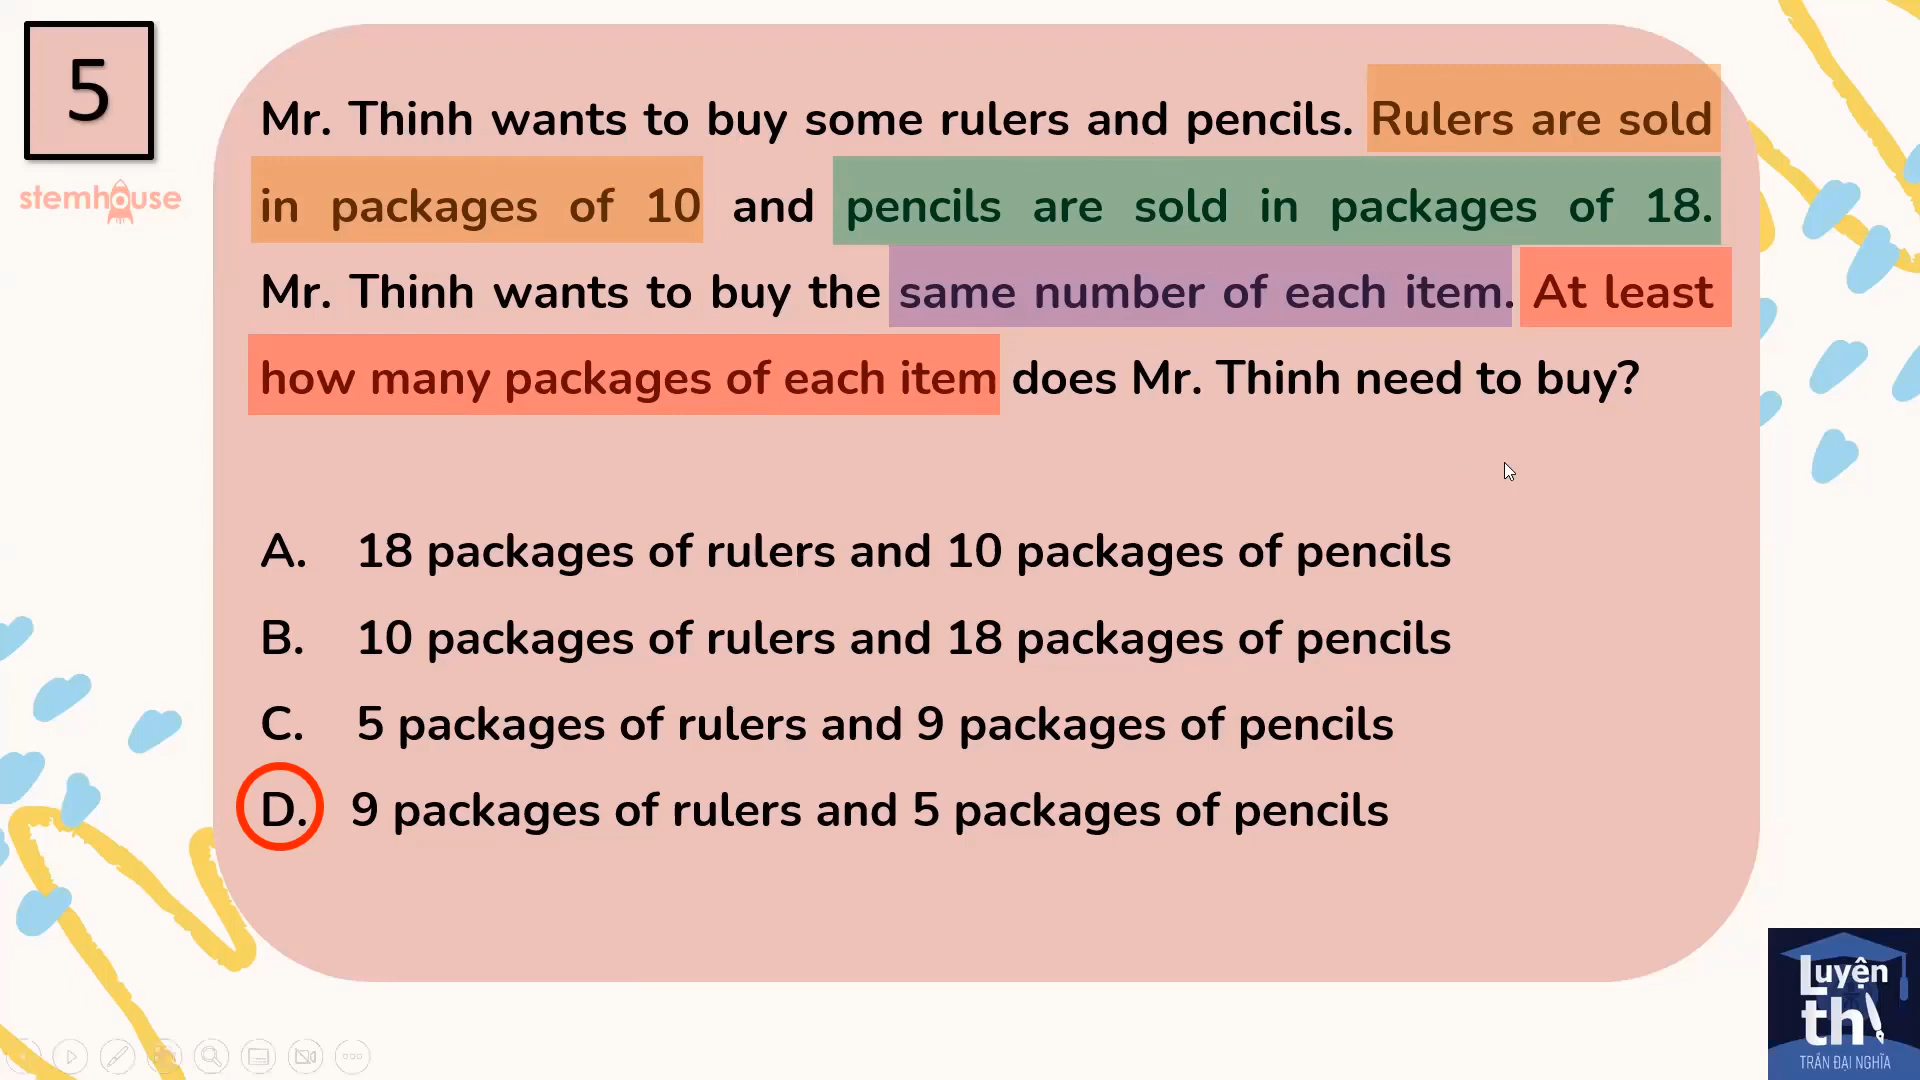 5
stemhouse
Mr. Thinh wants to buy some rulers and pencils. Rulers are sold
in packages of 10 and pencils are sold in packages of 18.
Mr. Thinh wants to buy the same number of each item. At least
how many packages of each item does Mr. Thinh need to buy?
A. 18 packages of rulers and 10 packages of pencils
B. 10 packages of rulers and 18 packages of pencils
C. 5 packages of rulers and 9 packages of pencils
D. 9 packages of rulers and 5 packages of pencils
Luyện
thi
TRẦN ĐẠI NGHĨA